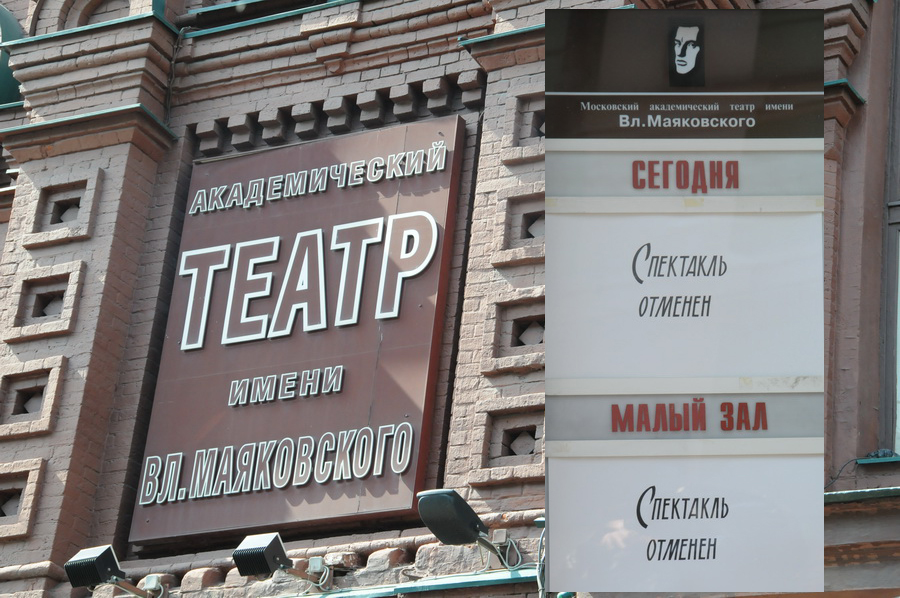 АКАДЕМИЧЕСКИЙ
ТЕАТР
ИМЕНИ
ВЛ. МАЯКОВСКОГО
Московский академический театр имени
Вл.Маяковского
СЕГОДНЯ
СПЕКТАКЛЬ
ОТМЕНЕН
МАЛЫЙ ЗАЛ
СПЕКТАКЛЬ
ОТМЕНЕН